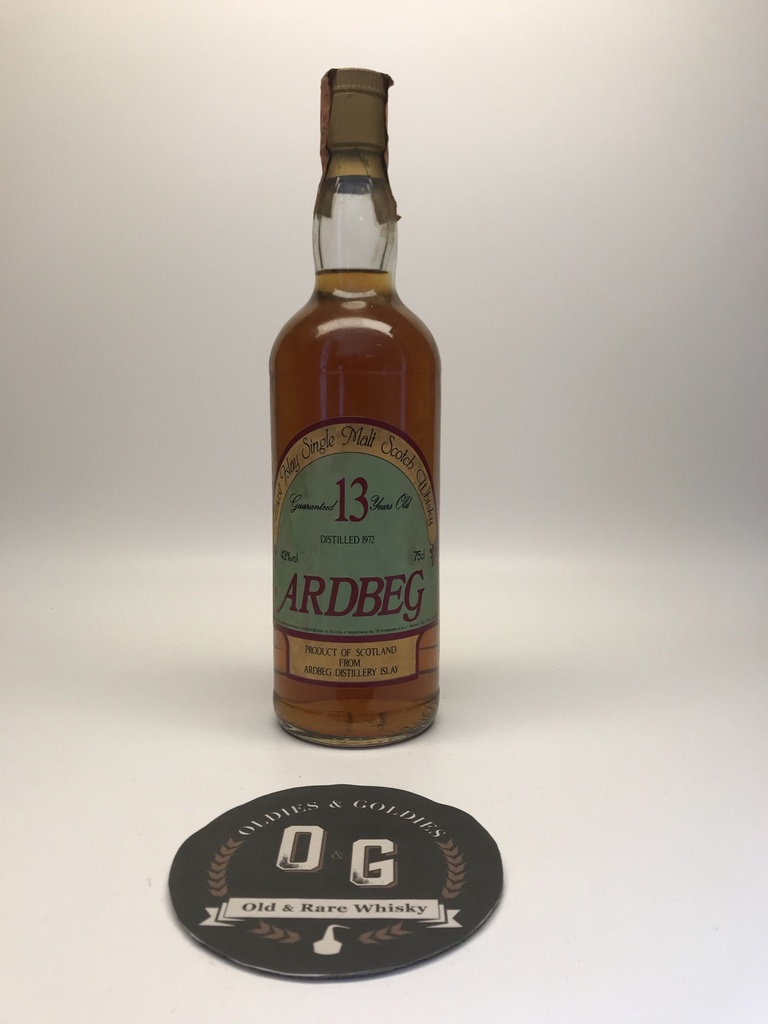 Islay Single Malt Scotch Whisky
Guaranteed 13 Years Old
DISTILLED 1972
43%vol 75cl
ARDBEG
PRODUCT OF SCOTLAND
FROM
ARDBEG DISTILLERY ISLAY
OLDIES & GOLDIES
O & G
Old & Rare Whisky